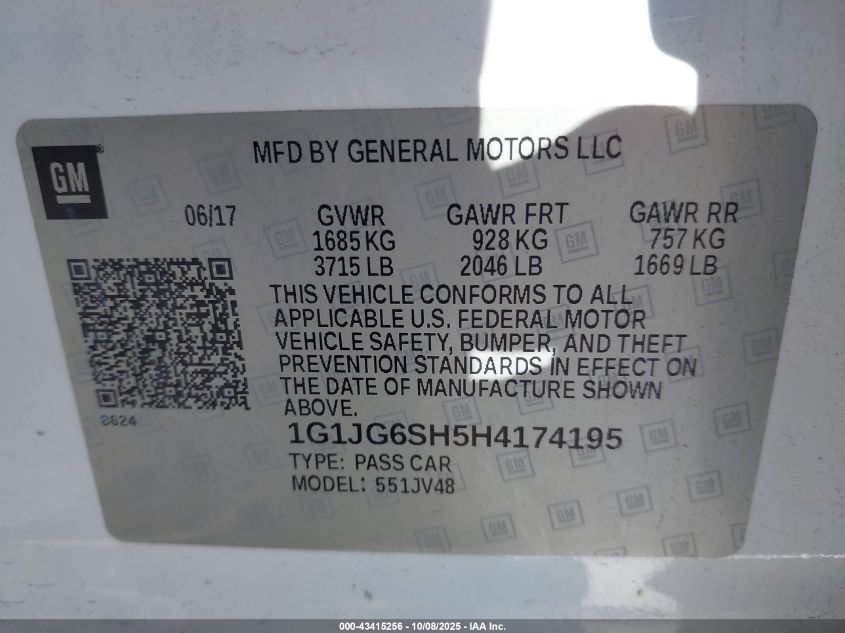 MFD BY GENERAL MOTORS LLC
GM
06/17 GVWR GAWR FRT GAWR RR
1685 KG 928 KG 757 KG
3715 LB 2046 LB 1669 LB
THIS VEHICLE CONFORMS TO ALL
APPLICABLE U.S. FEDERAL MOTOR
VEHICLE SAFETY, BUMPER, AND THEFT
PREVENTION STANDARDS IN EFFECT ON
THE DATE OF MANUFACTURE SHOWN
ABOVE.
8624
1G1JG6SH5H4174195
TYPE: PASS CAR
MODEL: 551JV48
000-43415256 - 10/08/2025 - IAA Inc.